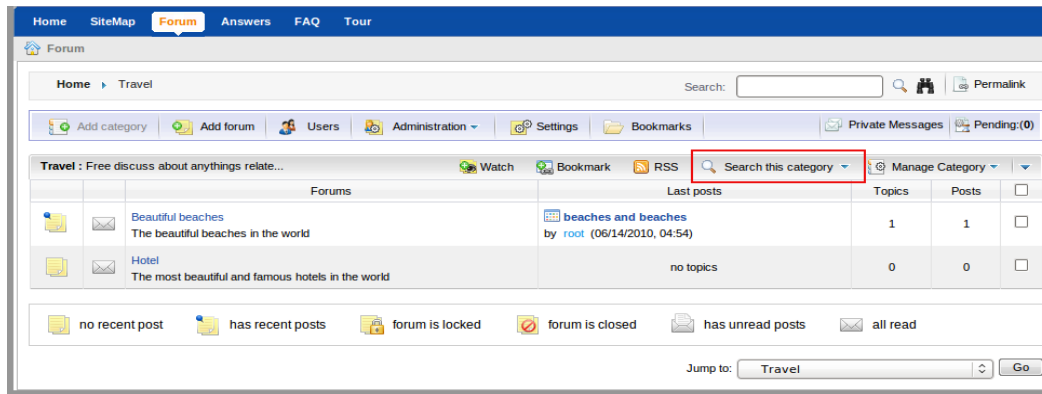 Home SiteMap Forum Answers FAQ Tour
Forum
Home Travel Search: Permalink
Add category Add forum Users Administration Settings Bookmarks Private Messages Pending:(0)
Travel : Free discuss about anythings relate... Watch Bookmark RSS Search this category Manage Category
Forums Last posts Topics Posts
Beautiful beaches beaches and beaches
The beautiful beaches in the world by root (06/14/2010, 04:54) 1 1
Hotel
The most beautiful and famous hotels in the world no topics 0 0
no recent post has recent posts forum is locked forum is closed has unread posts all read
Jump to: Travel Go